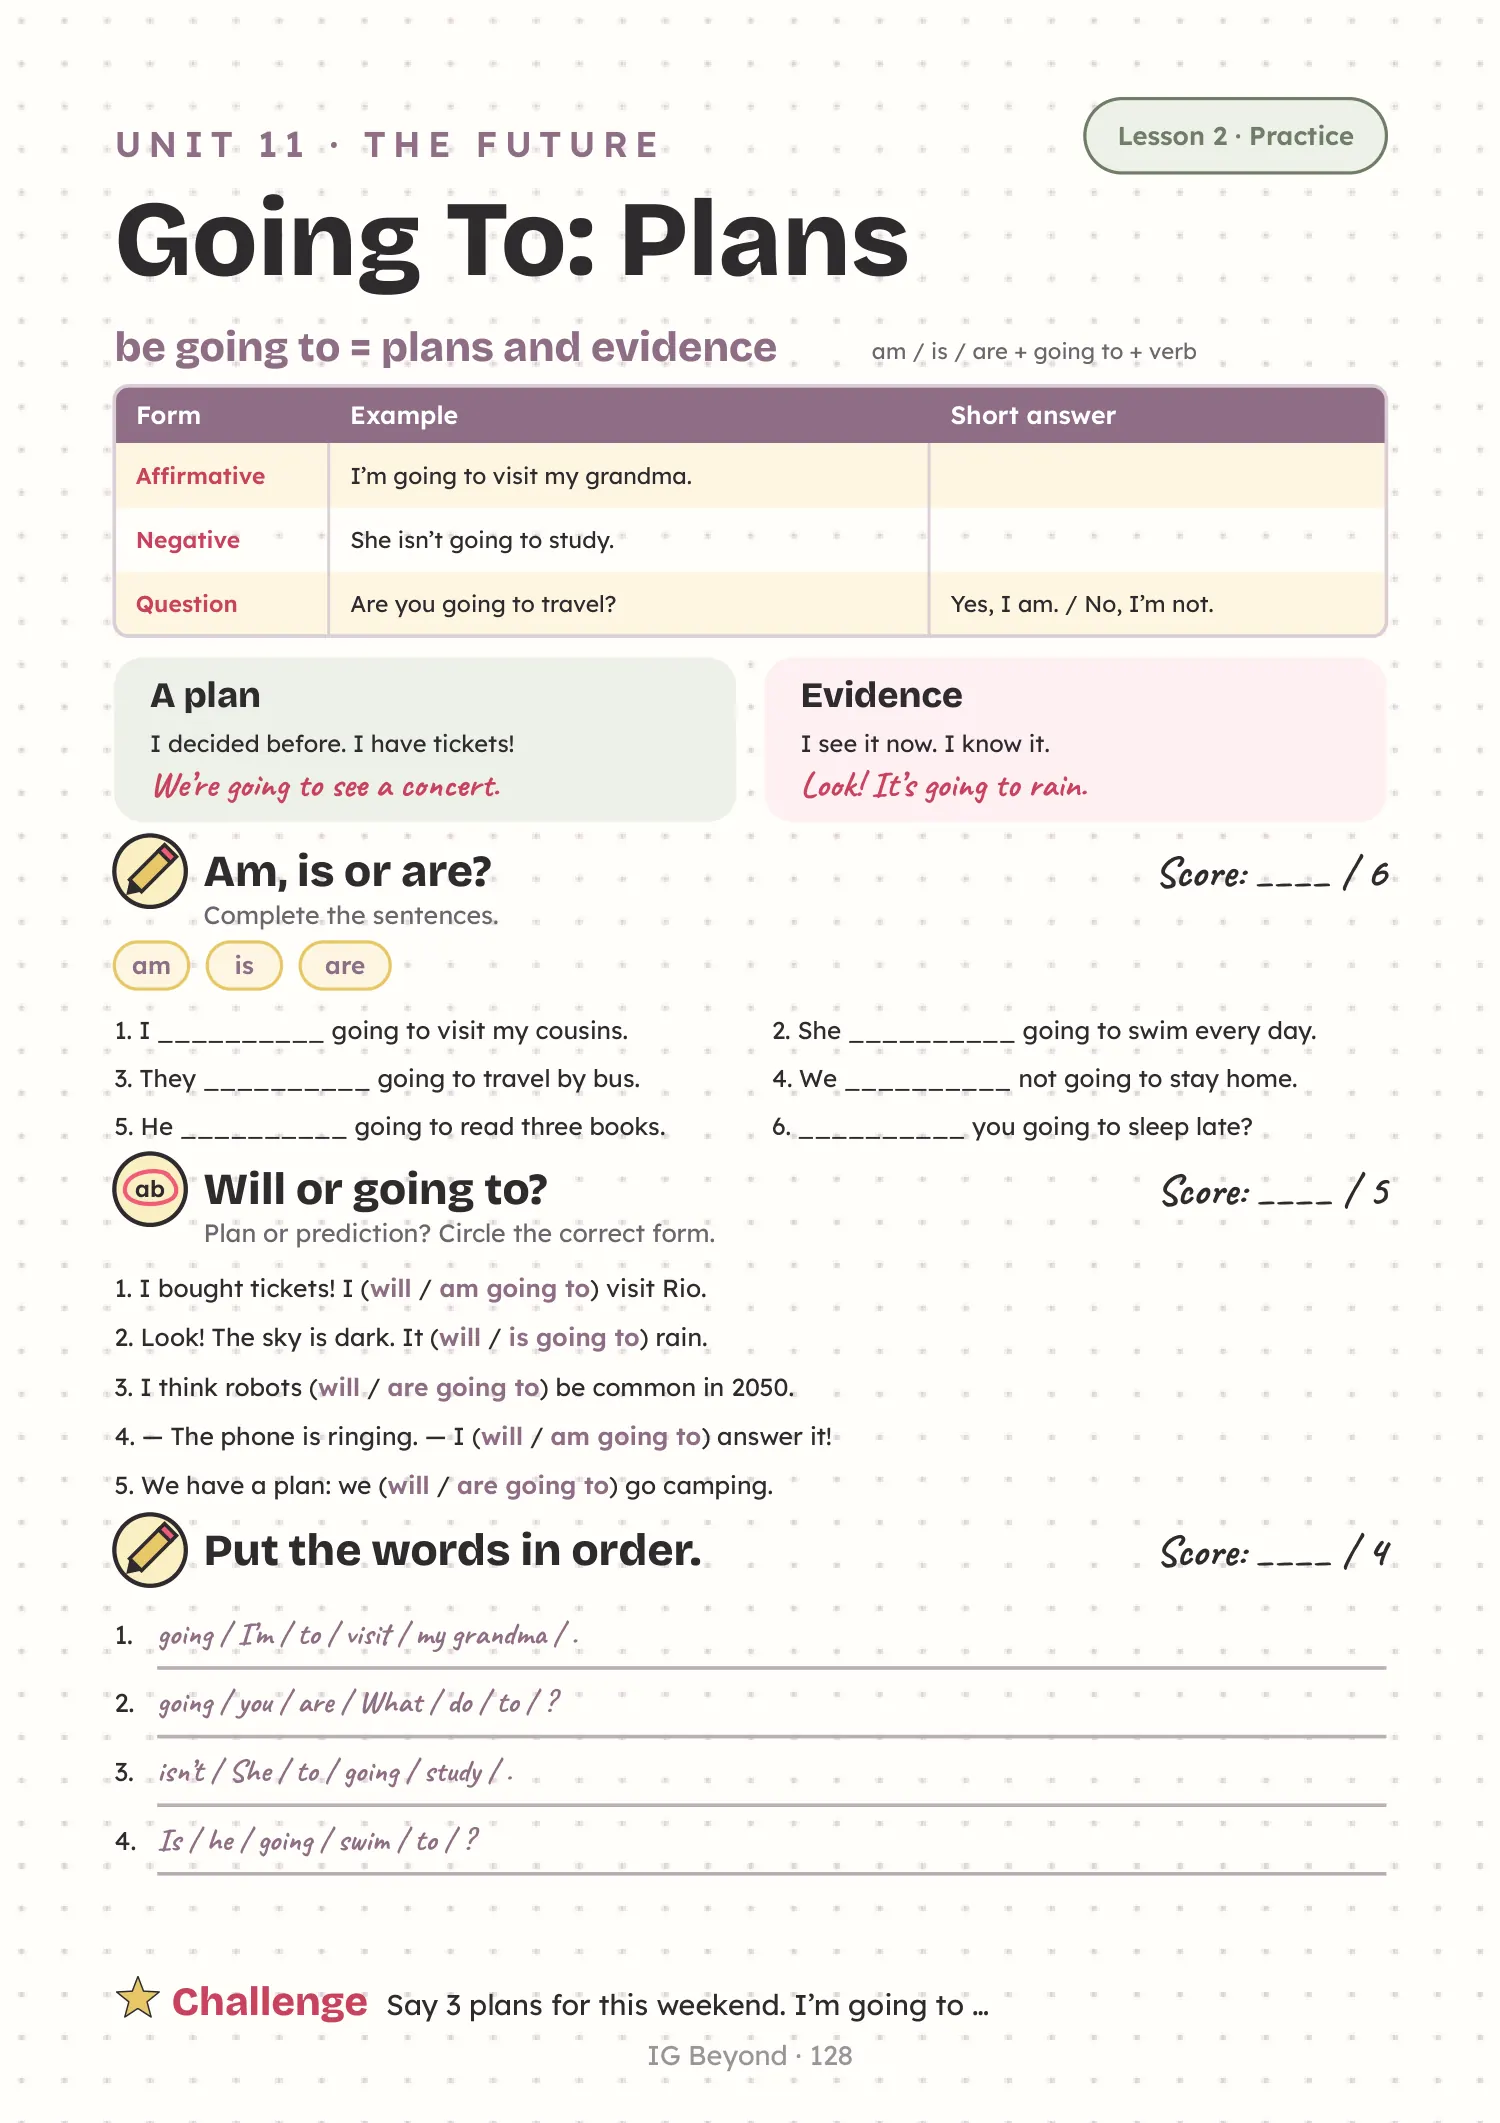 UNIT 11 · THE FUTURE
Lesson 2 · Practice
Going To: Plans
be going to = plans and evidence
am / is / are + going to + verb
Form Example Short answer
Affirmative I’m going to visit my grandma.
Negative She isn’t going to study.
Question Are you going to travel? Yes, I am. / No, I’m not.
A plan
I decided before. I have tickets!
We’re going to see a concert.
Evidence
I see it now. I know it.
Look! It’s going to rain.
Am, is or are?
Score: ____ / 6
Complete the sentences.
am is are
1. I __________ going to visit my cousins.
2. She __________ going to swim every day.
3. They __________ going to travel by bus.
4. We __________ not going to stay home.
5. He __________ going to read three books.
6. __________ you going to sleep late?
ab
Will or going to?
Score: ____ / 5
Plan or prediction? Circle the correct form.
1. I bought tickets! I (will / am going to) visit Rio.
2. Look! The sky is dark. It (will / is going to) rain.
3. I think robots (will / are going to) be common in 2050.
4. — The phone is ringing. — I (will / am going to) answer it!
5. We have a plan: we (will / are going to) go camping.
Put the words in order.
Score: ____ / 4
1. going / I’m / to / visit / my grandma / .
2. going / you / are / What / do / to / ?
3. isn’t / She / to / going / study / .
4. Is / he / going / swim / to / ?
Challenge Say 3 plans for this weekend. I’m going to …
IG Beyond · 128